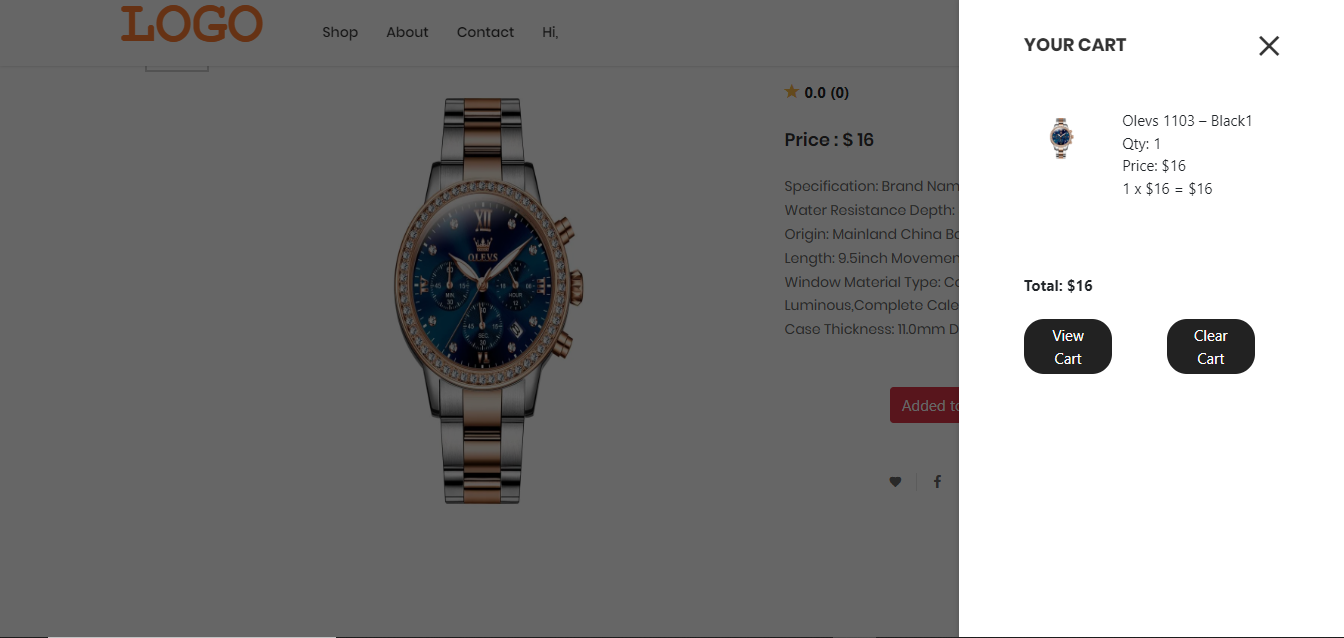 LOGO
Shop About Contact Hi,
0.0 (0)
Price : $ 16
Specification: Brand Nam
Water Resistance Depth:
Origin: Mainland China Bo
Length: 9.5inch Movemen
Window Material Type: Co
Luminous,Complete Cale
Case Thickness: 11.0mm D
Added to
OLEVS
YOUR CART
Olevs 1103 – Black1
Qty: 1
Price: $16
1 x $16 = $16
Total: $16
View
Cart
Clear
Cart